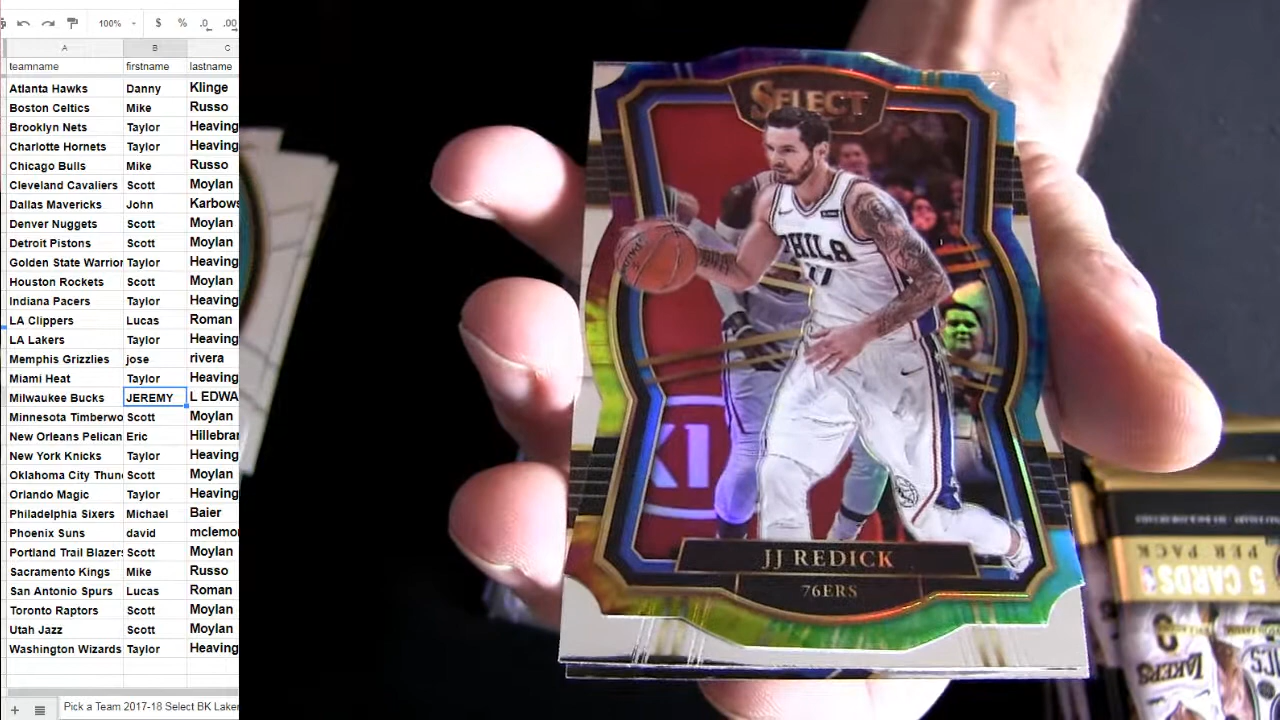 100%
$ % .0 .00
A B C
teamname firstname lastname
Atlanta Hawks Danny Klinge
Boston Celtics Mike Russo
Brooklyn Nets Taylor Heaving
Charlotte Hornets Taylor Heaving
Chicago Bulls Mike Russo
Cleveland Cavaliers Scott Moylan
Dallas Mavericks John Karbows
Denver Nuggets Scott Moylan
Detroit Pistons Scott Moylan
Golden State Warrior Taylor Heaving
Houston Rockets Scott Moylan
Indiana Pacers Taylor Heaving
LA Clippers Lucas Roman
LA Lakers Taylor Heaving
Memphis Grizzlies jose rivera
Miami Heat Taylor Heaving
Milwaukee Bucks JEREMY L EDWA
Minnesota Timberwo Scott Moylan
New Orleans Pelican Eric Hillebran
New York Knicks Taylor Heaving
Oklahoma City Thun Scott Moylan
Orlando Magic Taylor Heaving
Philadelphia Sixers Michael Baier
Phoenix Suns david mclemo
Portland Trail Blazers Scott Moylan
Sacramento Kings Mike Russo
San Antonio Spurs Lucas Roman
Toronto Raptors Scott Moylan
Utah Jazz Scott Moylan
Washington Wizards Taylor Heaving
Pick a Team 2017-18 Select BK Laker
SELECT
PHILA
JJ REDICK
76ERS
5 CARDS
PER PACK
LAKERS